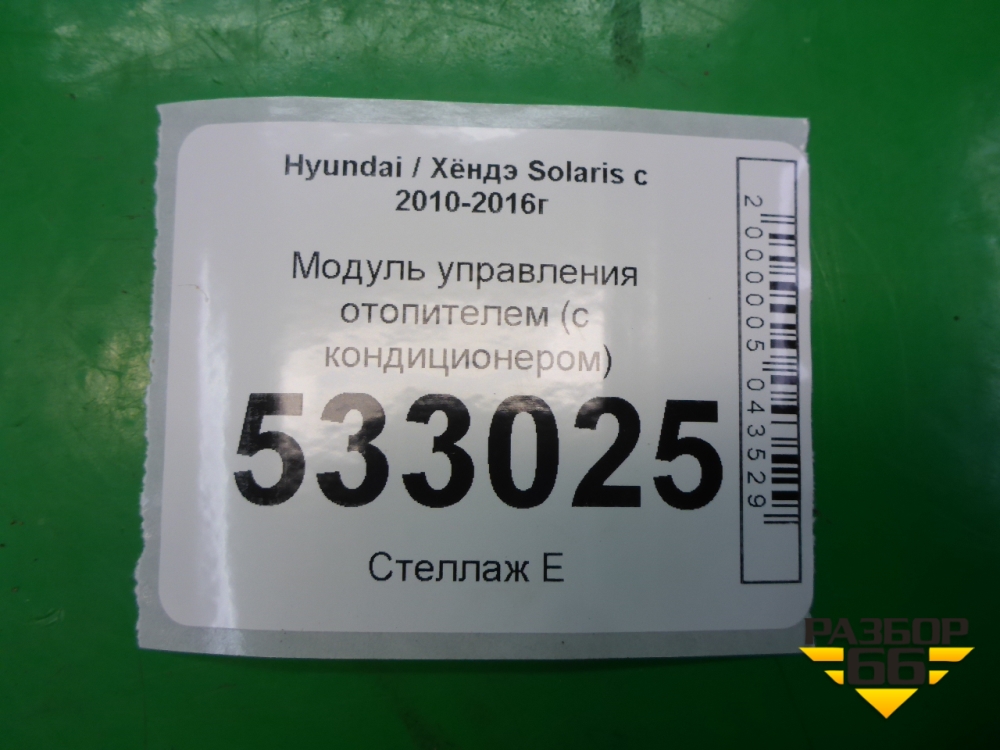 Hyundai / Хёндэ Solaris с
2010-2016г
Модуль управления
отопителем (с
кондиционером)
533025
Стеллаж Е
2000005043529
РАЗБОР
66